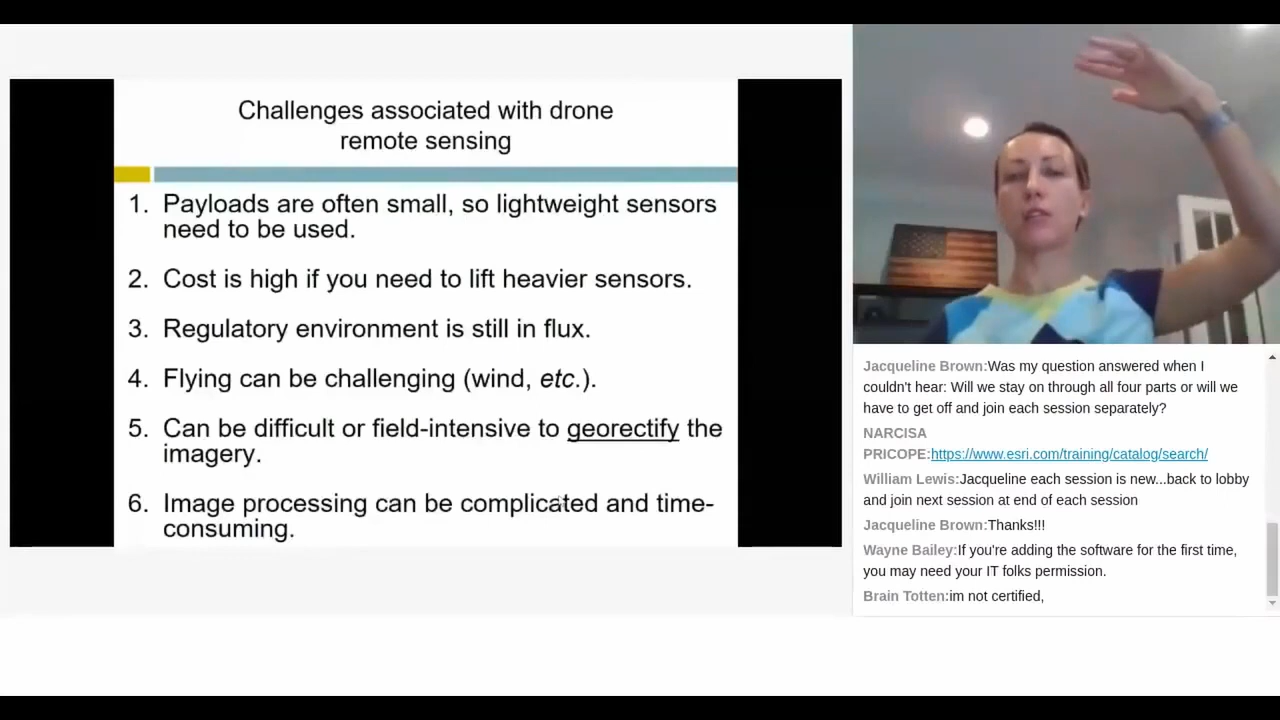 Challenges associated with drone
remote sensing
1. Payloads are often small, so lightweight sensors
need to be used.
2. Cost is high if you need to lift heavier sensors.
3. Regulatory environment is still in flux.
4. Flying can be challenging (wind, etc.).
5. Can be difficult or field-intensive to georectify the
imagery.
6. Image processing can be complicated and time-
consuming.
Jacqueline Brown:Was my question answered when I
couldn't hear: Will we stay on through all four parts or will we
have to get off and join each session separately?
NARCISA
PRICOPE:https://www.esri.com/training/catalog/search/
William Lewis:Jacqueline each session is new...back to lobby
and join next session at end of each session
Jacqueline Brown:Thanks!!!
Wayne Bailey:If you're adding the software for the first time,
you may need your IT folks permission.
Brain Totten:im not certified,